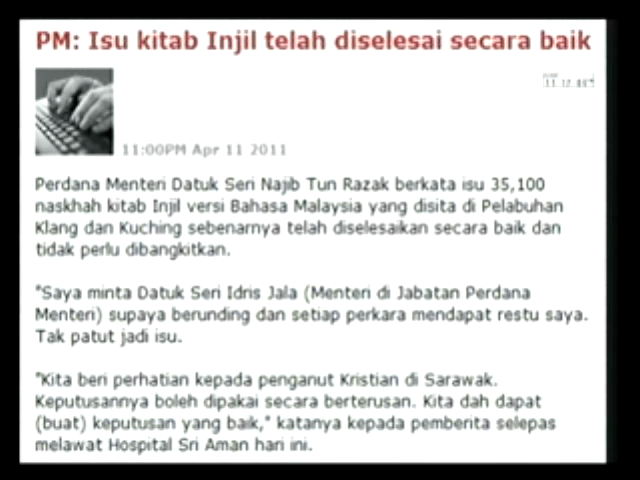 PM: Isu kitab Injil telah diselesai secara baik
11:00PM Apr 11 2011
Perdana Menteri Datuk Seri Najib Tun Razak berkata isu 35,100
naskhah kitab Injil versi Bahasa Malaysia yang disita di Pelabuhan
Klang dan Kuching sebenarnya telah diselesaikan secara baik dan
tidak perlu dibangkitkan.
"Saya minta Datuk Seri Idris Jala (Menteri di Jabatan Perdana
Menteri) supaya berunding dan setiap perkara mendapat restu saya.
Tak patut jadi isu.
"Kita beri perhatian kepada penganut Kristian di Sarawak.
Keputusannya boleh dipakai secara berterusan. Kita dah dapat
(buat) keputusan yang baik," katanya kepada pemberita selepas
melawat Hospital Sri Aman hari ini.